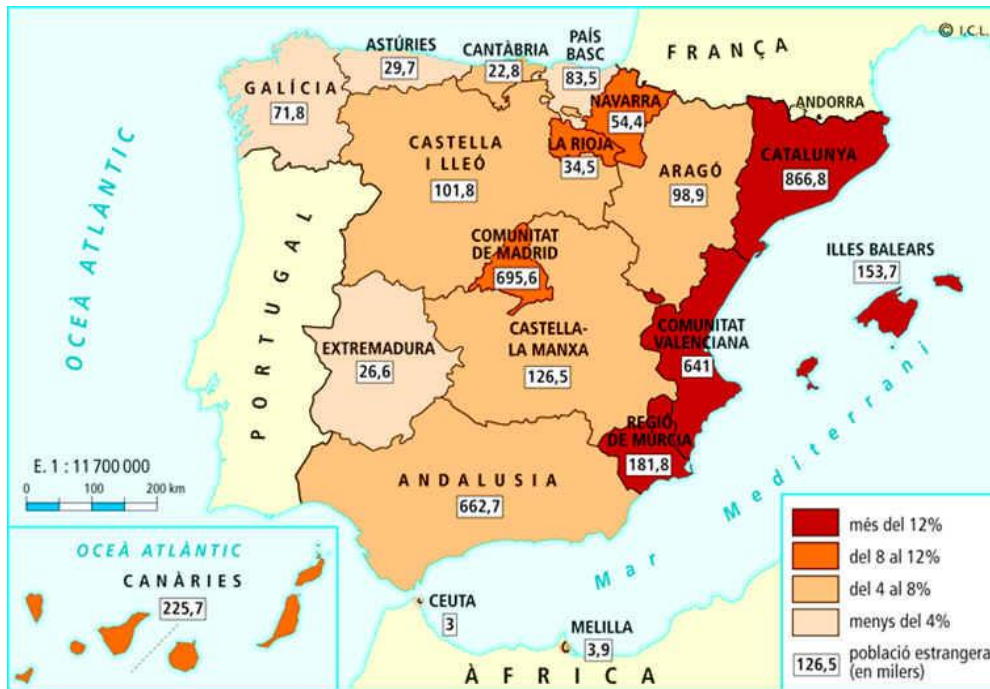 © I.C.L.
FRANÇA
ANDORRA
OCEÀ ATLÀNTIC
GALÍCIA
71,8
ASTÚRIES
29,7
CANTÀBRIA
22,8
PAÍS
BASC
83,5
NAVARRA
54,4
LA RIOJA
34,5
CASTELLA
I LLEÓ
101,8
ARAGÓ
98,9
CATALUNYA
866,8
COMUNITAT
DE MADRID
695,6
ILLES BALEARS
153,7
PORTUGAL
EXTREMADURA
26,6
CASTELLA-
LA MANXA
126,5
COMUNITAT
VALENCIANA
641
REGIÓ
DE MÚRCIA
181,8
ANDALUSIA
662,7
Mar Mediterrani
E. 1 : 11 700 000
0 100 200 km
OCEÀ ATLÀNTIC
CANÀRIES
225,7
CEUTA
3
MELILLA
3,9
ÀFRICA
més del 12%
del 8 al 12%
del 4 al 8%
menys del 4%
126,5 població estrangera
(en milers)